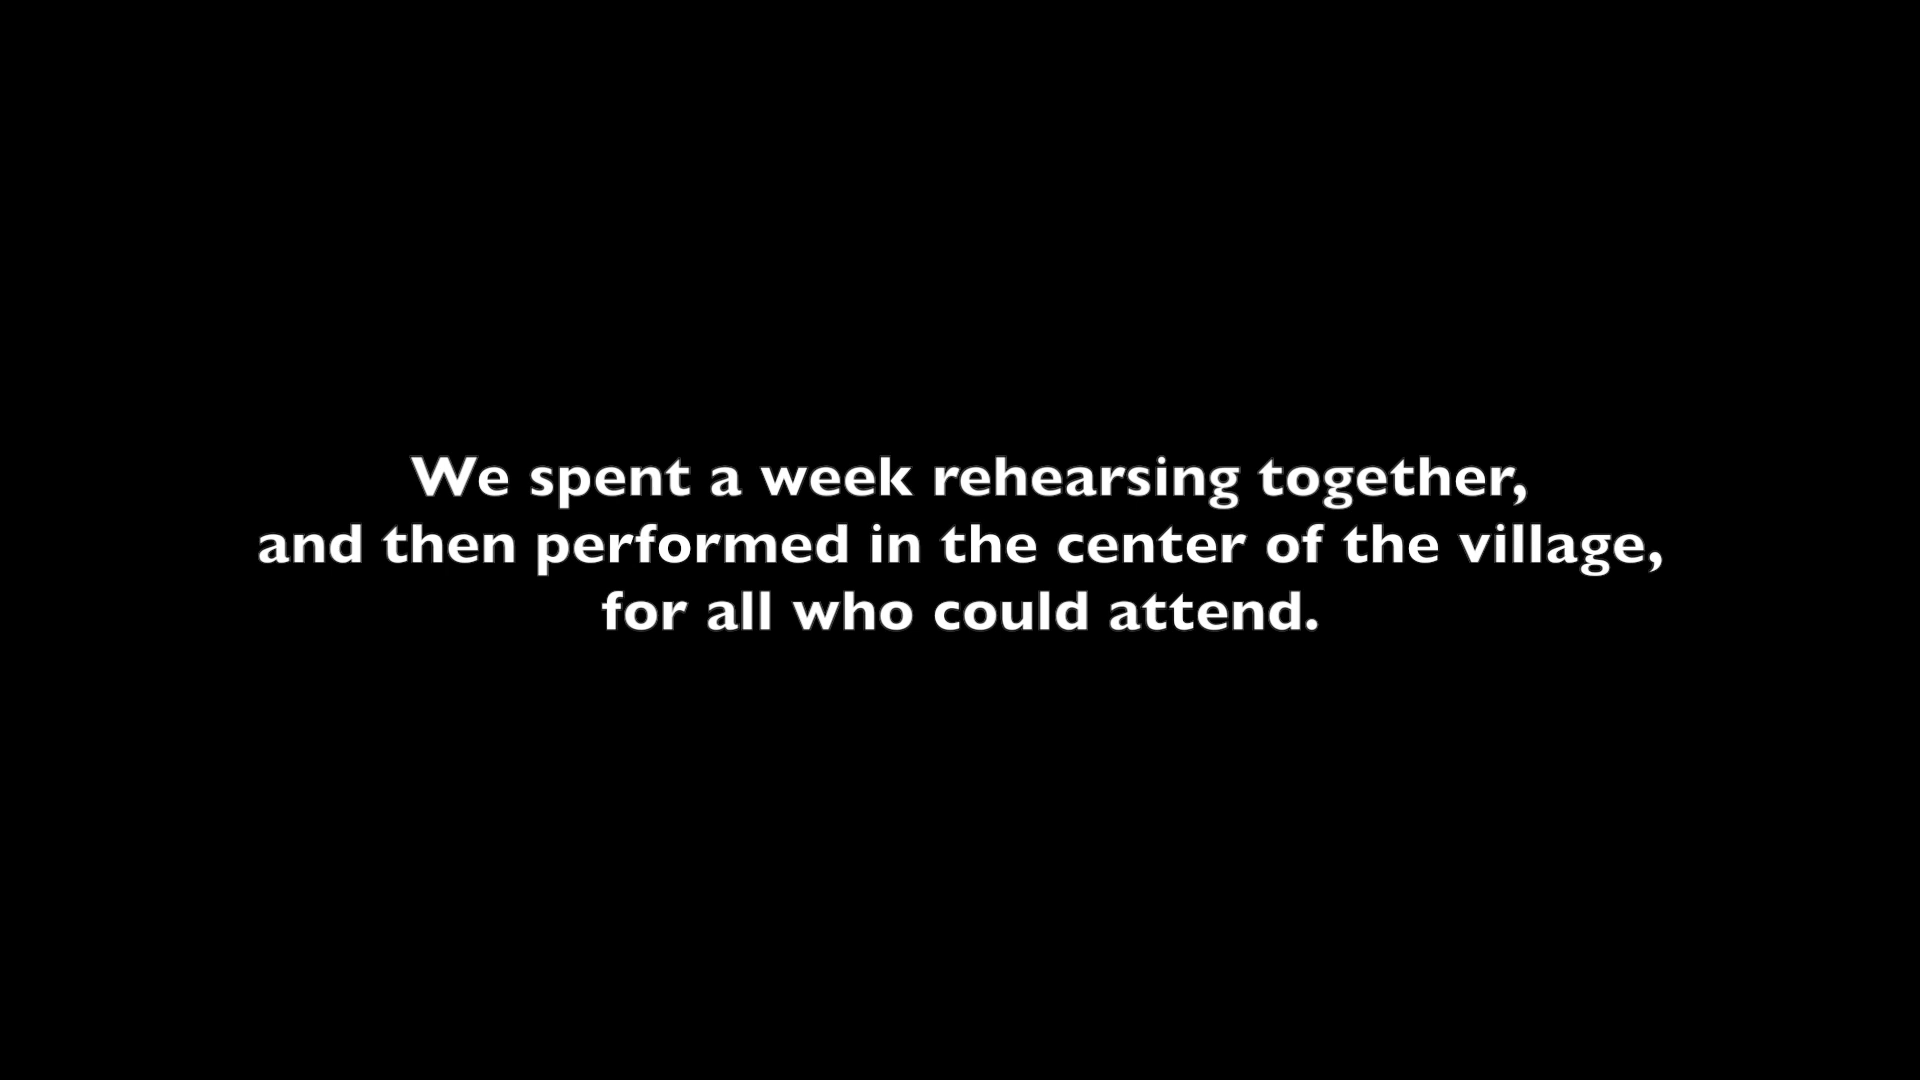 We spent a week rehearsing together,
and then performed in the center of the village,
for all who could attend.